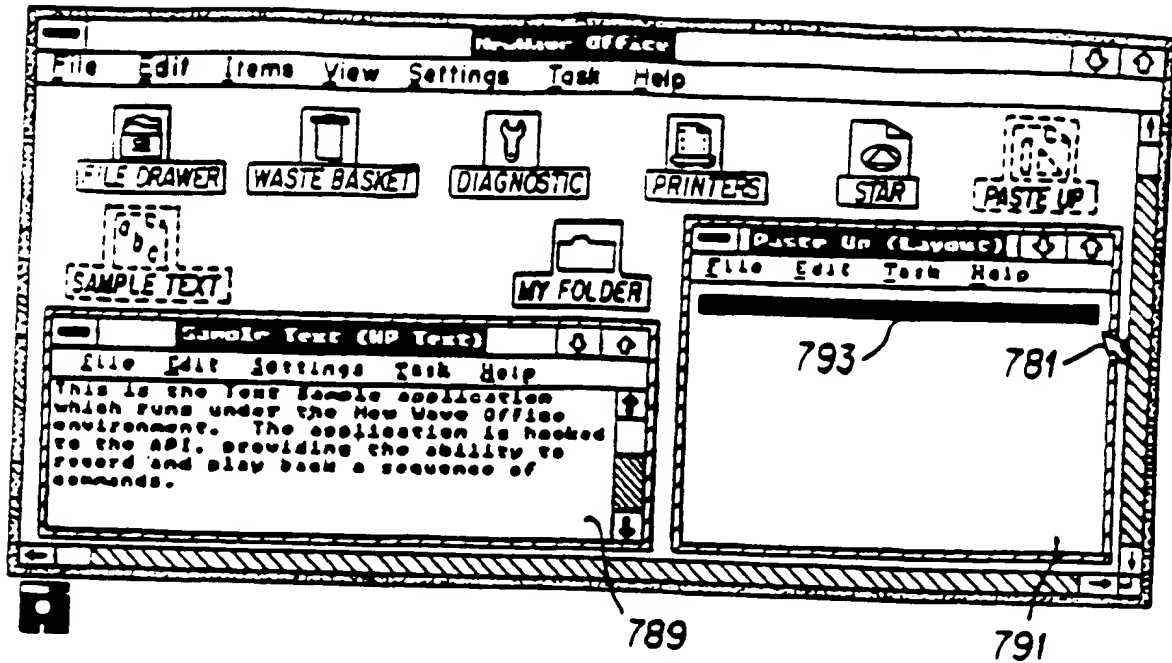 NewWave Office
File Edit Items View Settings Task Help
FILE DRAWER WASTE BASKET DIAGNOSTIC PRINTERS STAR PASTE UP
abc
SAMPLE TEXT MY FOLDER
Paste Up (Layout)
File Edit Task Help
793 781
Sample Text (HP Text)
File Edit Settings Task Help
This is the Text Sample application
which runs under the New Wave Office
environment. The application is hooked
to the API, providing the ability to
record and play back a sequence of
commands.
789 791